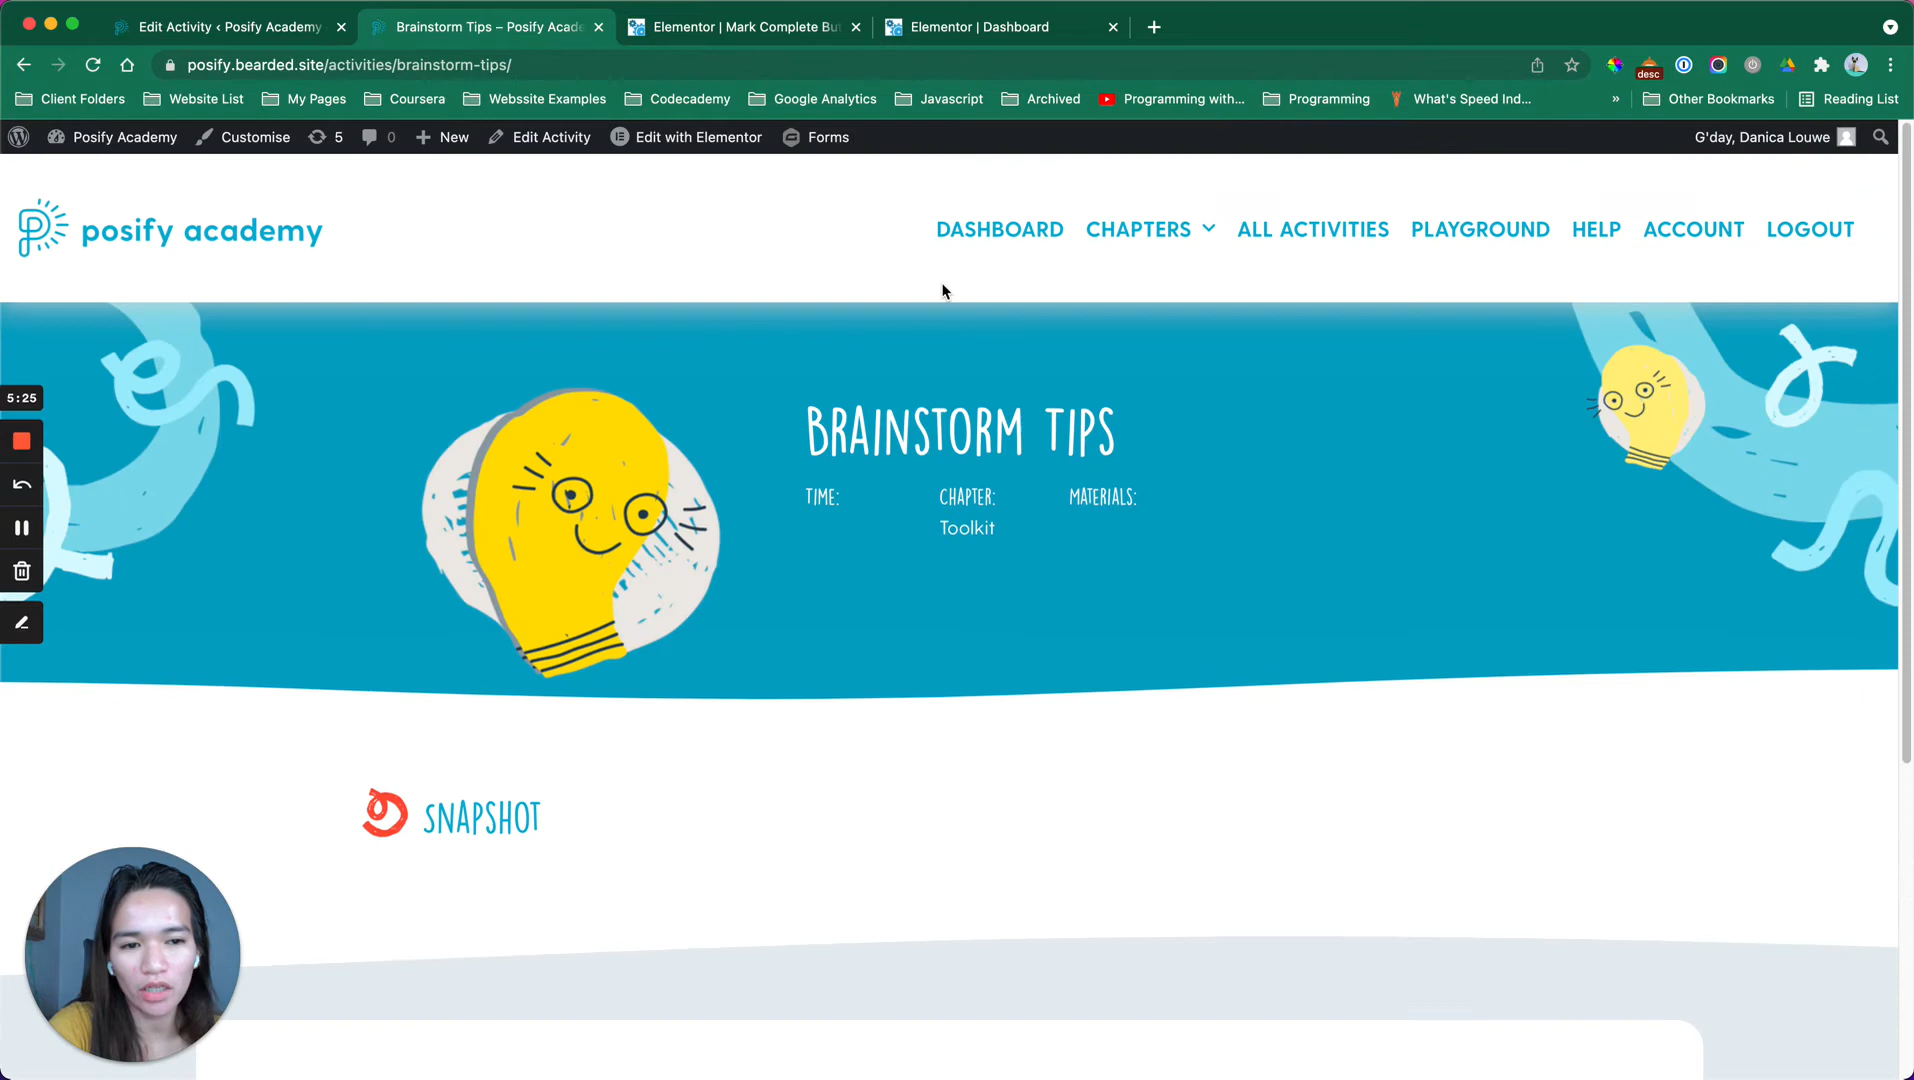 Edit Activity ‹ Posify Academy
Brainstorm Tips – Posify Acade
Elementor | Mark Complete But
Elementor | Dashboard
posify.bearded.site/activities/brainstorm-tips/
desc
Client Folders
Website List
My Pages
Coursera
Webssite Examples
Codecademy
Google Analytics
Javascript
Archived
Programming with...
Programming
What's Speed Ind...
»
Other Bookmarks
Reading List
Posify Academy
Customise
5
0
New
Edit Activity
Edit with Elementor
Forms
G'day, Danica Louwe
posify academy
DASHBOARD
CHAPTERS
ALL ACTIVITIES
PLAYGROUND
HELP
ACCOUNT
LOGOUT
5:25
BRAINSTORM TIPS
TIME:
CHAPTER:
MATERIALS:
Toolkit
SNAPSHOT